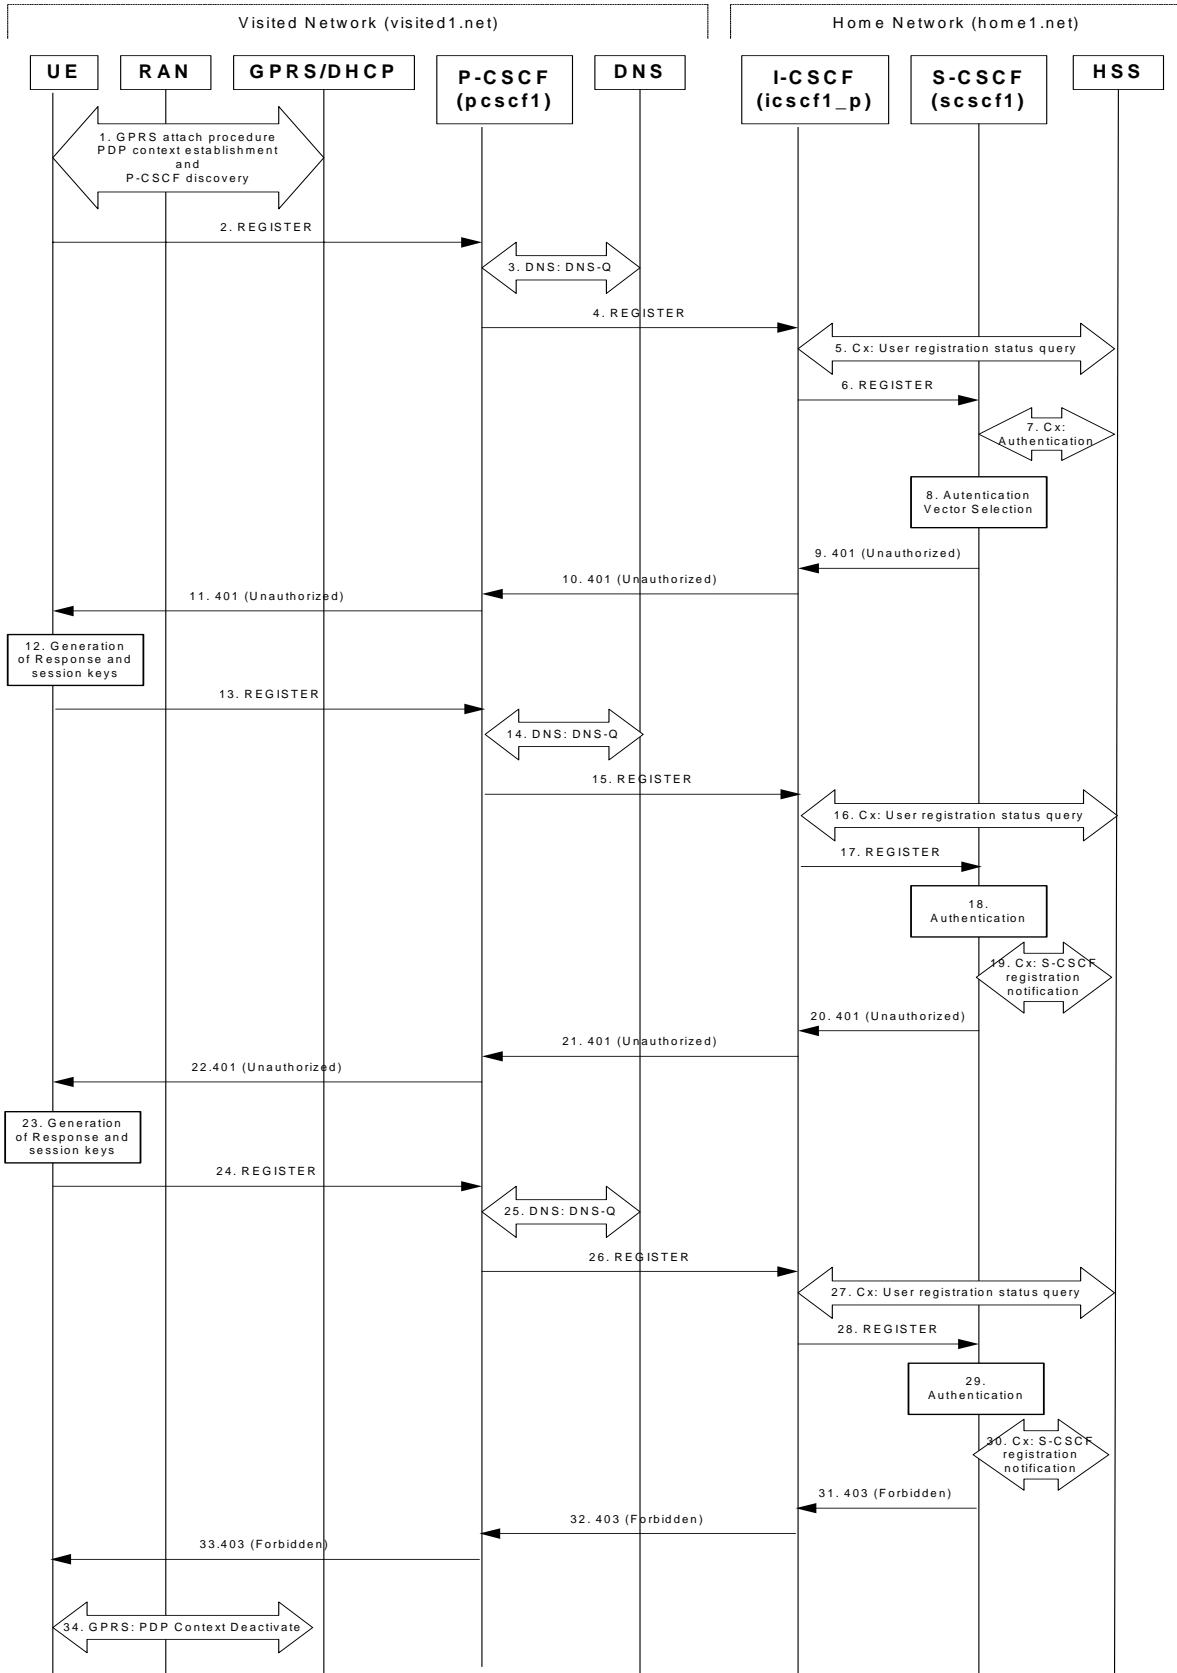 Visited Network (visited1.net)
Home Network (home1.net)
UE
RAN
GPRS/DHCP
P-CSCF
(pcscf1)
DNS
I-CSCF
(icscf1_p)
S-CSCF
(scscf1)
HSS
1. GPRS attach procedure
PDP context establishment
and
P-CSCF discovery
2. REGISTER
3. DNS: DNS-Q
4. REGISTER
5. Cx: User registration status query
6. REGISTER
7. Cx:
Authentication
8. Autentication
Vector Selection
9. 401 (Unauthorized)
10. 401 (Unauthorized)
11. 401 (Unauthorized)
12. Generation
of Response and
session keys
13. REGISTER
14. DNS: DNS-Q
15. REGISTER
16. Cx: User registration status query
17. REGISTER
18.
Authentication
19. Cx: S-CSCF
registration
notification
20. 401 (Unauthorized)
21. 401 (Unauthorized)
22.401 (Unauthorized)
23. Generation
of Response and
session keys
24. REGISTER
25. DNS: DNS-Q
26. REGISTER
27. Cx: User registration status query
28. REGISTER
29.
Authentication
30. Cx: S-CSCF
registration
notification
31. 403 (Forbidden)
32. 403 (Forbidden)
33.403 (Forbidden)
34. GPRS: PDP Context Deactivate